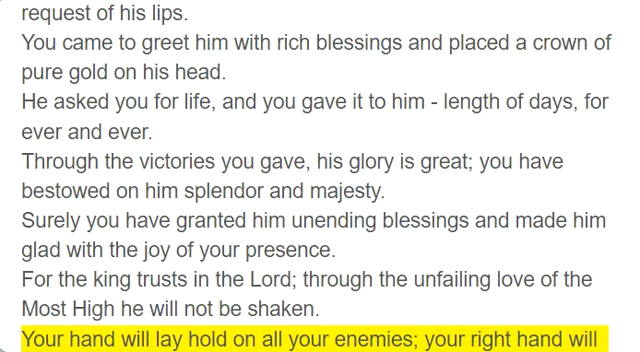 request of his lips.
You came to greet him with rich blessings and placed a crown of
pure gold on his head.
He asked you for life, and you gave it to him - length of days, for
ever and ever.
Through the victories you gave, his glory is great; you have
bestowed on him splendor and majesty.
Surely you have granted him unending blessings and made him
glad with the joy of your presence.
For the king trusts in the Lord; through the unfailing love of the
Most High he will not be shaken.
Your hand will lay hold on all your enemies; your right hand will